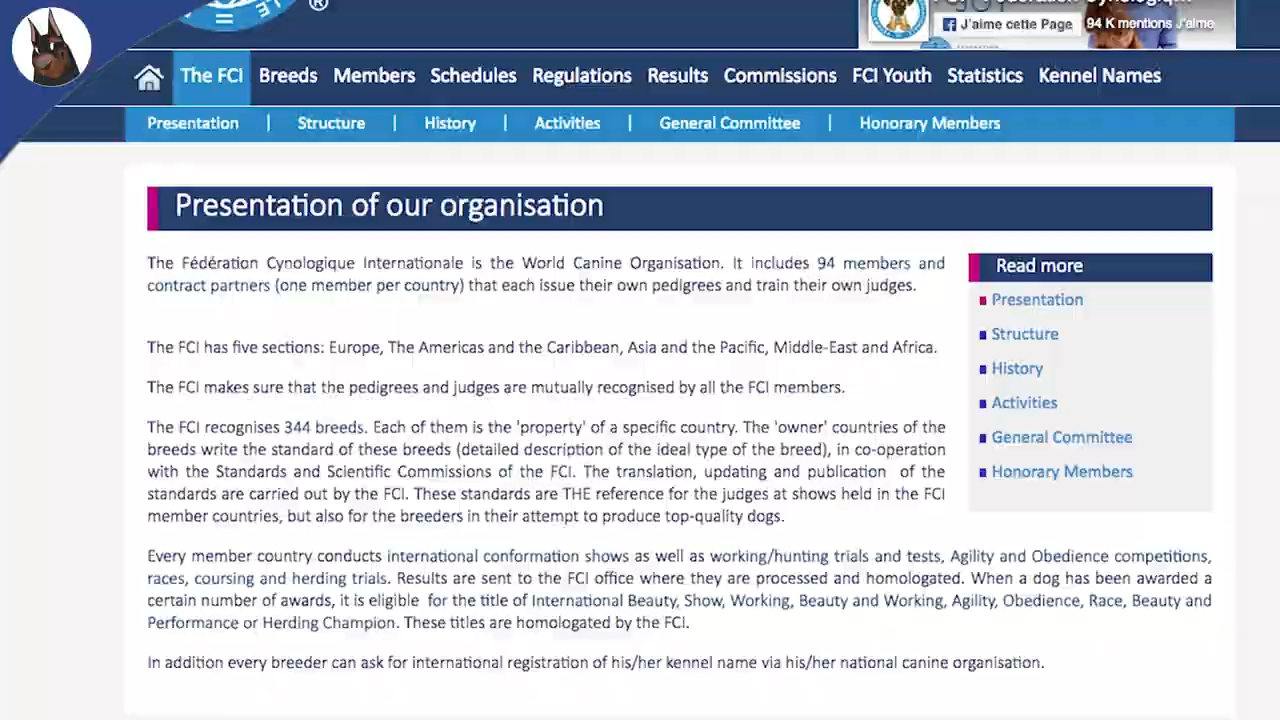 ®
J'aime cette Page
94 K mentions J'aime
The FCI
Breeds
Members
Schedules
Regulations
Results
Commissions
FCI Youth
Statistics
Kennel Names
Presentation | Structure | History | Activities | General Committee | Honorary Members
Presentation of our organisation
The Fédération Cynologique Internationale is the World Canine Organisation. It includes 94 members and
contract partners (one member per country) that each issue their own pedigrees and train their own judges.
The FCI has five sections: Europe, The Americas and the Caribbean, Asia and the Pacific, Middle-East and Africa.
The FCI makes sure that the pedigrees and judges are mutually recognised by all the FCI members.
The FCI recognises 344 breeds. Each of them is the 'property' of a specific country. The 'owner' countries of the
breeds write the standard of these breeds (detailed description of the ideal type of the breed), in co-operation
with the Standards and Scientific Commissions of the FCI. The translation, updating and publication of the
standards are carried out by the FCI. These standards are THE reference for the judges at shows held in the FCI
member countries, but also for the breeders in their attempt to produce top-quality dogs.
Every member country conducts international conformation shows as well as working/hunting trials and tests, Agility and Obedience competitions,
races, coursing and herding trials. Results are sent to the FCI office where they are processed and homologated. When a dog has been awarded a
certain number of awards, it is eligible for the title of International Beauty, Show, Working, Beauty and Working, Agility, Obedience, Race, Beauty and
Performance or Herding Champion. These titles are homologated by the FCI.
In addition every breeder can ask for international registration of his/her kennel name via his/her national canine organisation.
Read more
Presentation
Structure
History
Activities
General Committee
Honorary Members